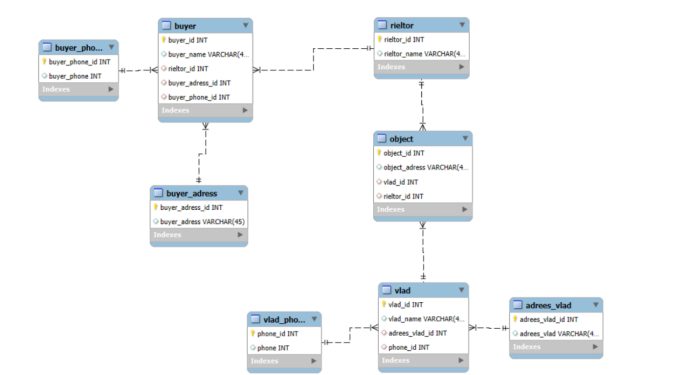 buyer
buyer_id INT
buyer_name VARCHAR(4...
rieltor_id INT
buyer_adress_id INT
buyer_phone_id INT
Indexes
rieltor
rieltor_id INT
rieltor_name VARCHAR(4...
Indexes
buyer_pho...
buyer_phone_id INT
buyer_phone INT
Indexes
object
object_id INT
object_adress VARCHAR(4...
vlad_id INT
rieltor_id INT
Indexes
buyer_adress
buyer_adress_id INT
buyer_adress VARCHAR(45)
Indexes
vlad
vlad_id INT
vlad_name VARCHAR(4...
adrees_vlad_id INT
phone_id INT
Indexes
adrees_vlad
adrees_vlad_id INT
adrees_vlad VARCHAR(4...
Indexes
vlad_pho...
phone_id INT
phone INT
Indexes